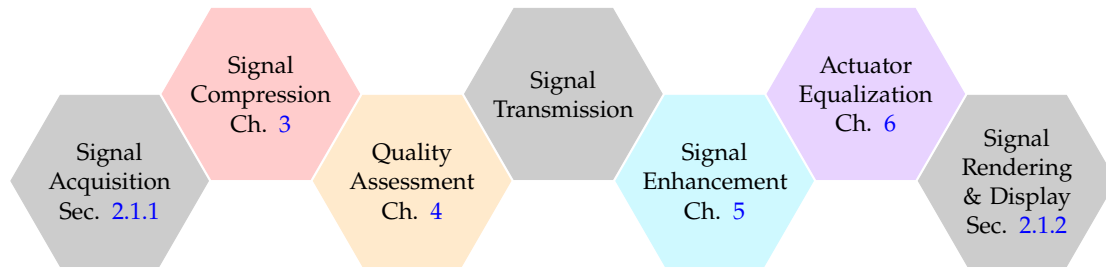 Signal
Acquisition
Sec. 2.1.1
Signal
Compression
Ch. 3
Quality
Assessment
Ch. 4
Signal
Transmission
Signal
Enhancement
Ch. 5
Actuator
Equalization
Ch. 6
Signal
Rendering
& Display
Sec. 2.1.2